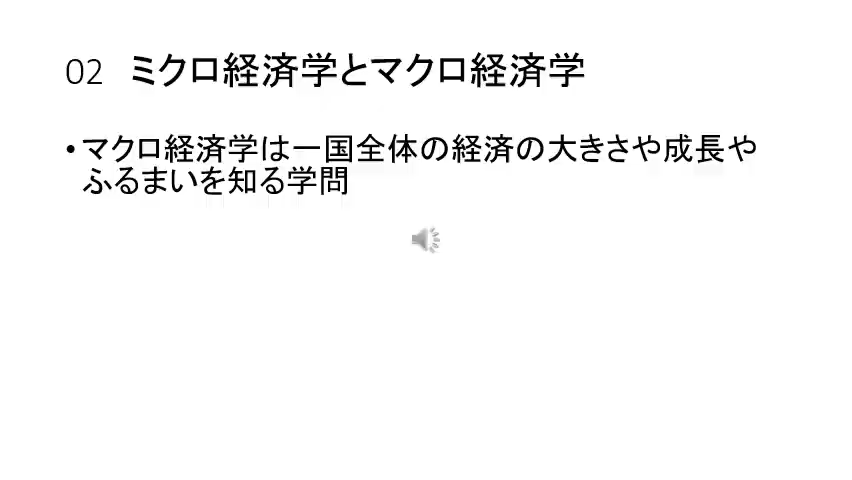 02 ミクロ経済学とマクロ経済学
•マクロ経済学は一国全体の経済の大きさや成長や
ふるまいを知る学問